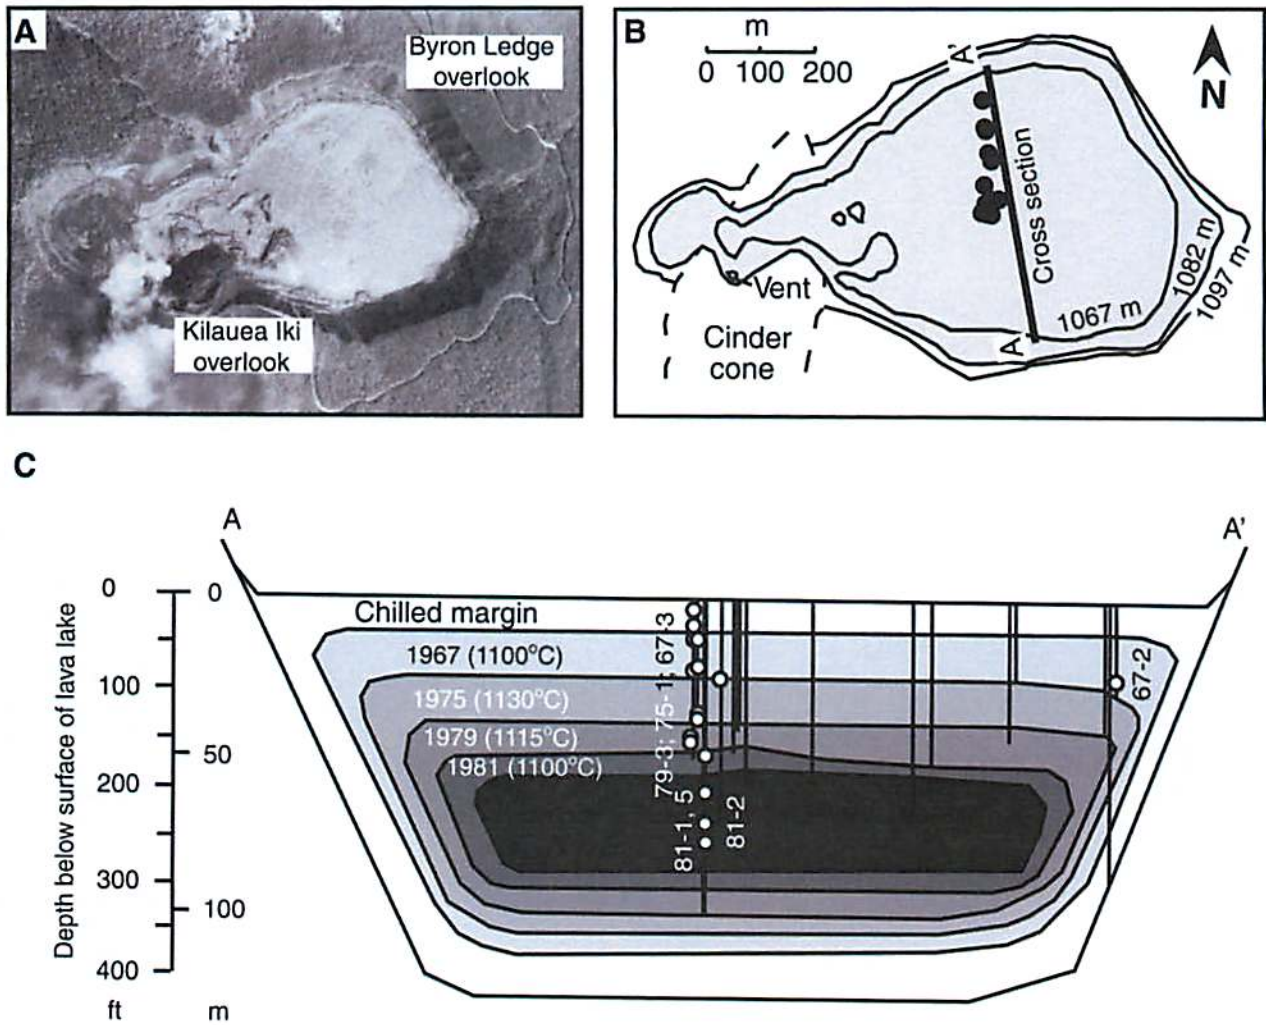 A
Byron Ledge
overlook
Kilauea Iki
overlook
B
m
0 100 200
A'
N
Cross section
Vent
Cinder
cone
1067 m
1082 m
1097 m
A
C
A
A'
0
0
Chilled margin
1967 (1100°C)
1975 (1130°C)
1979 (1115°C)
1981 (1100°C)
79-3; 75-1; 67-3
67-2
81-1, 5
81-2
Depth below surface of lava lake
100
50
200
300
100
400
ft
m